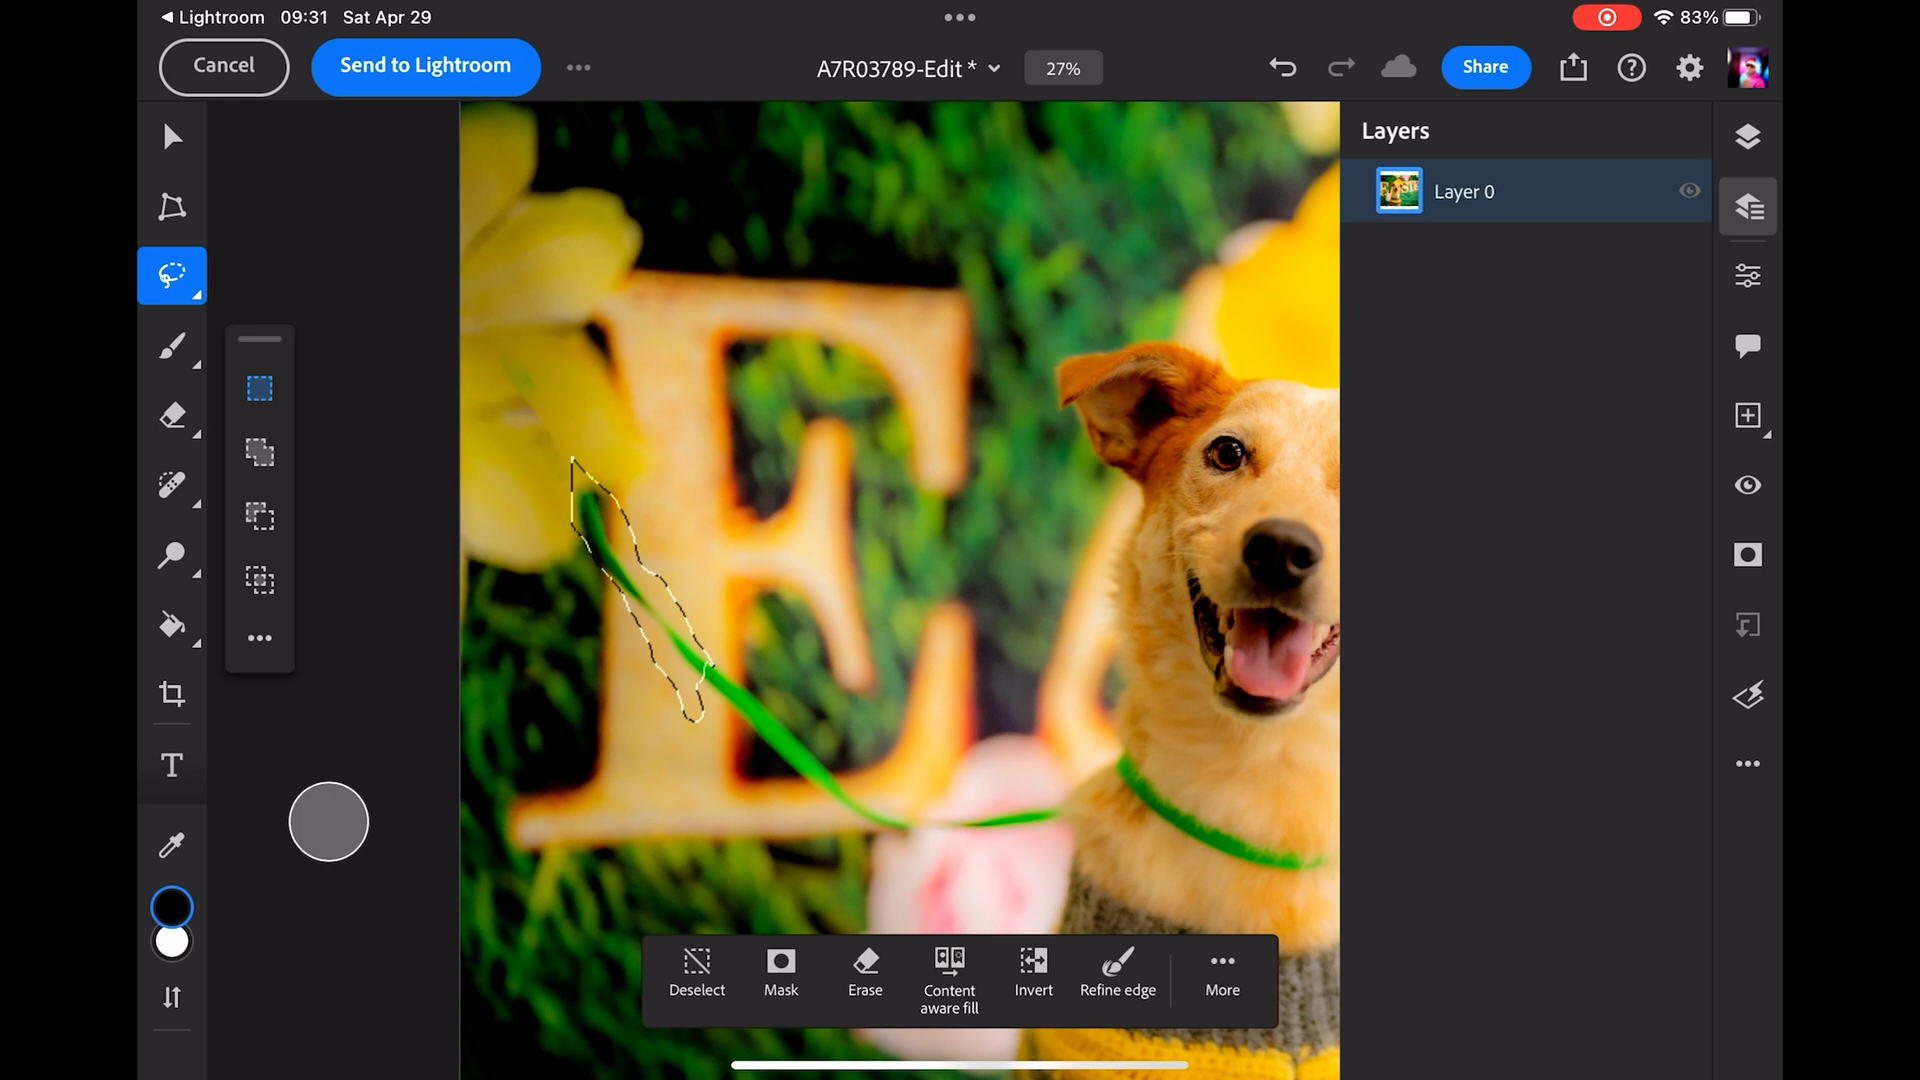 Lightroom 09:31 Sat Apr 29
83%
Cancel
Send to Lightroom
A7R03789-Edit *
27%
Share
Layers
Layer 0
E
T
Deselect
Mask
Erase
Content
aware fill
Invert
Refine edge
More